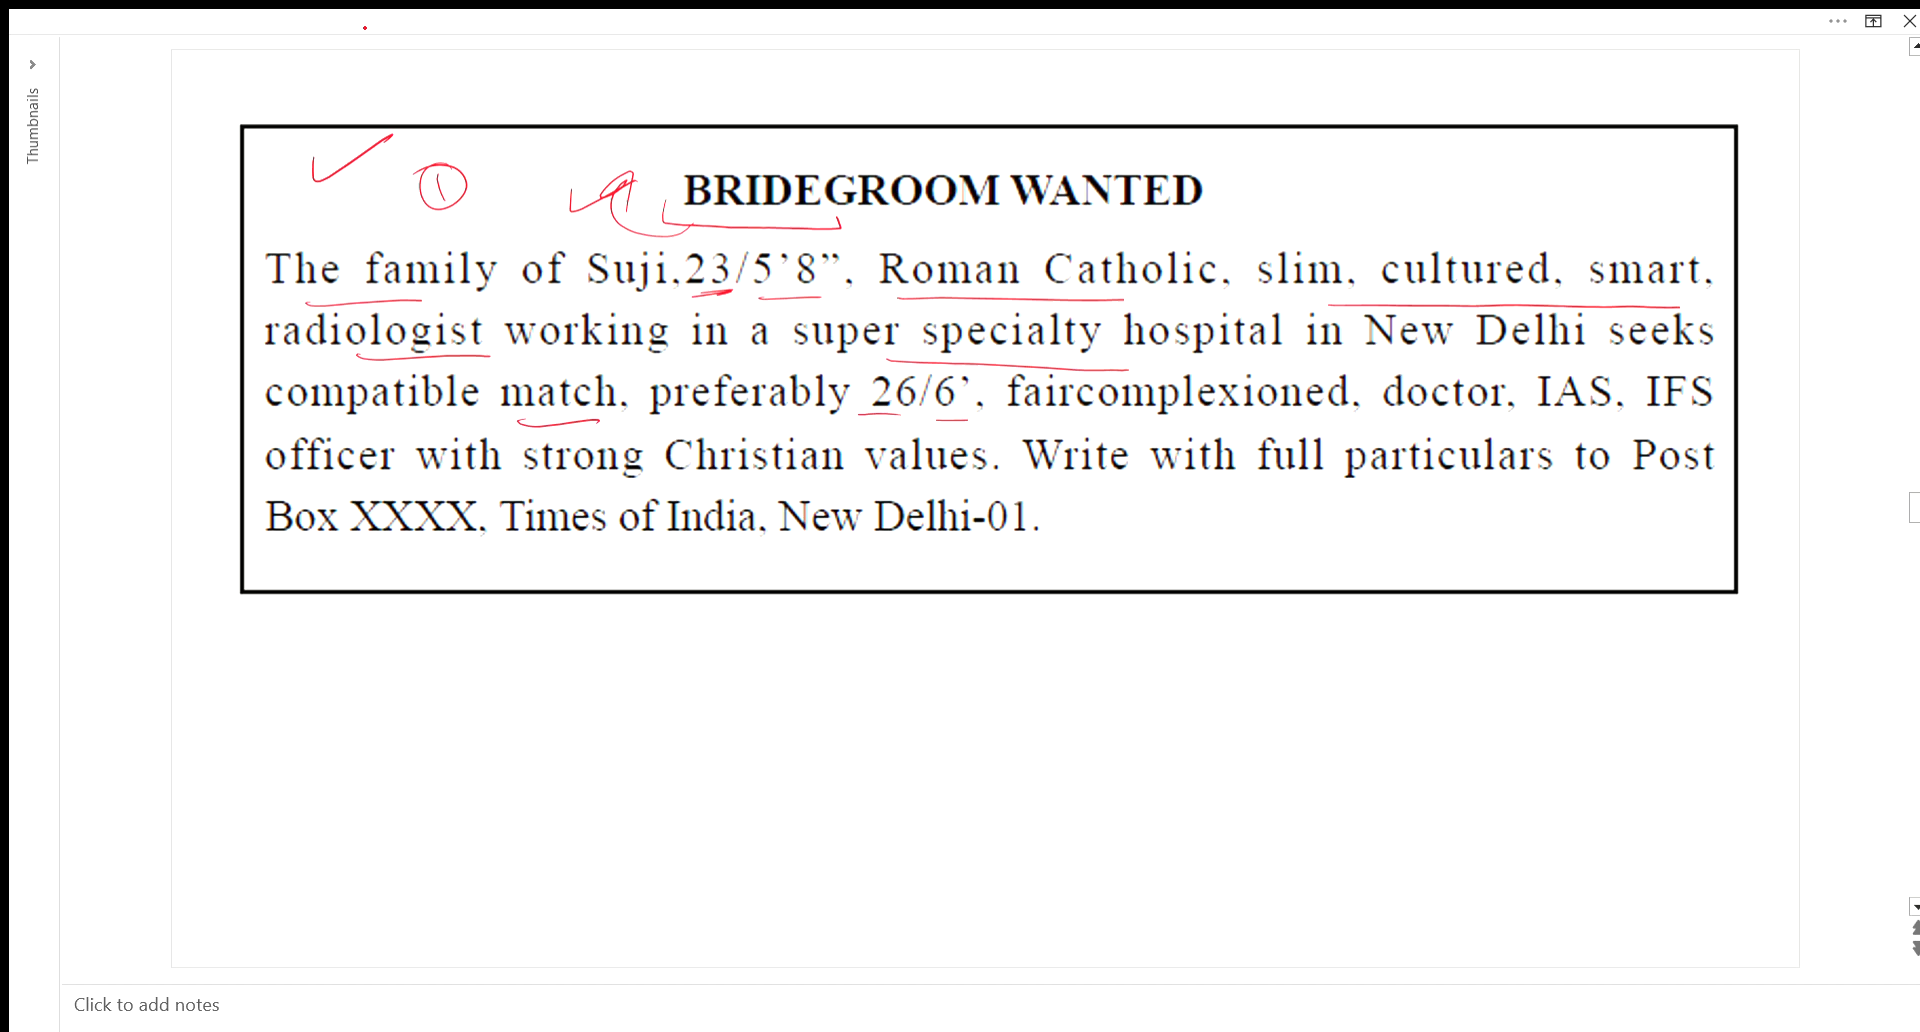 Thumbnails
①
BRIDEGROOM WANTED
The family of Suji,23/5’8”, Roman Catholic, slim, cultured, smart,
radiologist working in a super specialty hospital in New Delhi seeks
compatible match, preferably 26/6’, faircomplexioned, doctor, IAS, IFS
officer with strong Christian values. Write with full particulars to Post
Box XXXX, Times of India, New Delhi-01.
Click to add notes